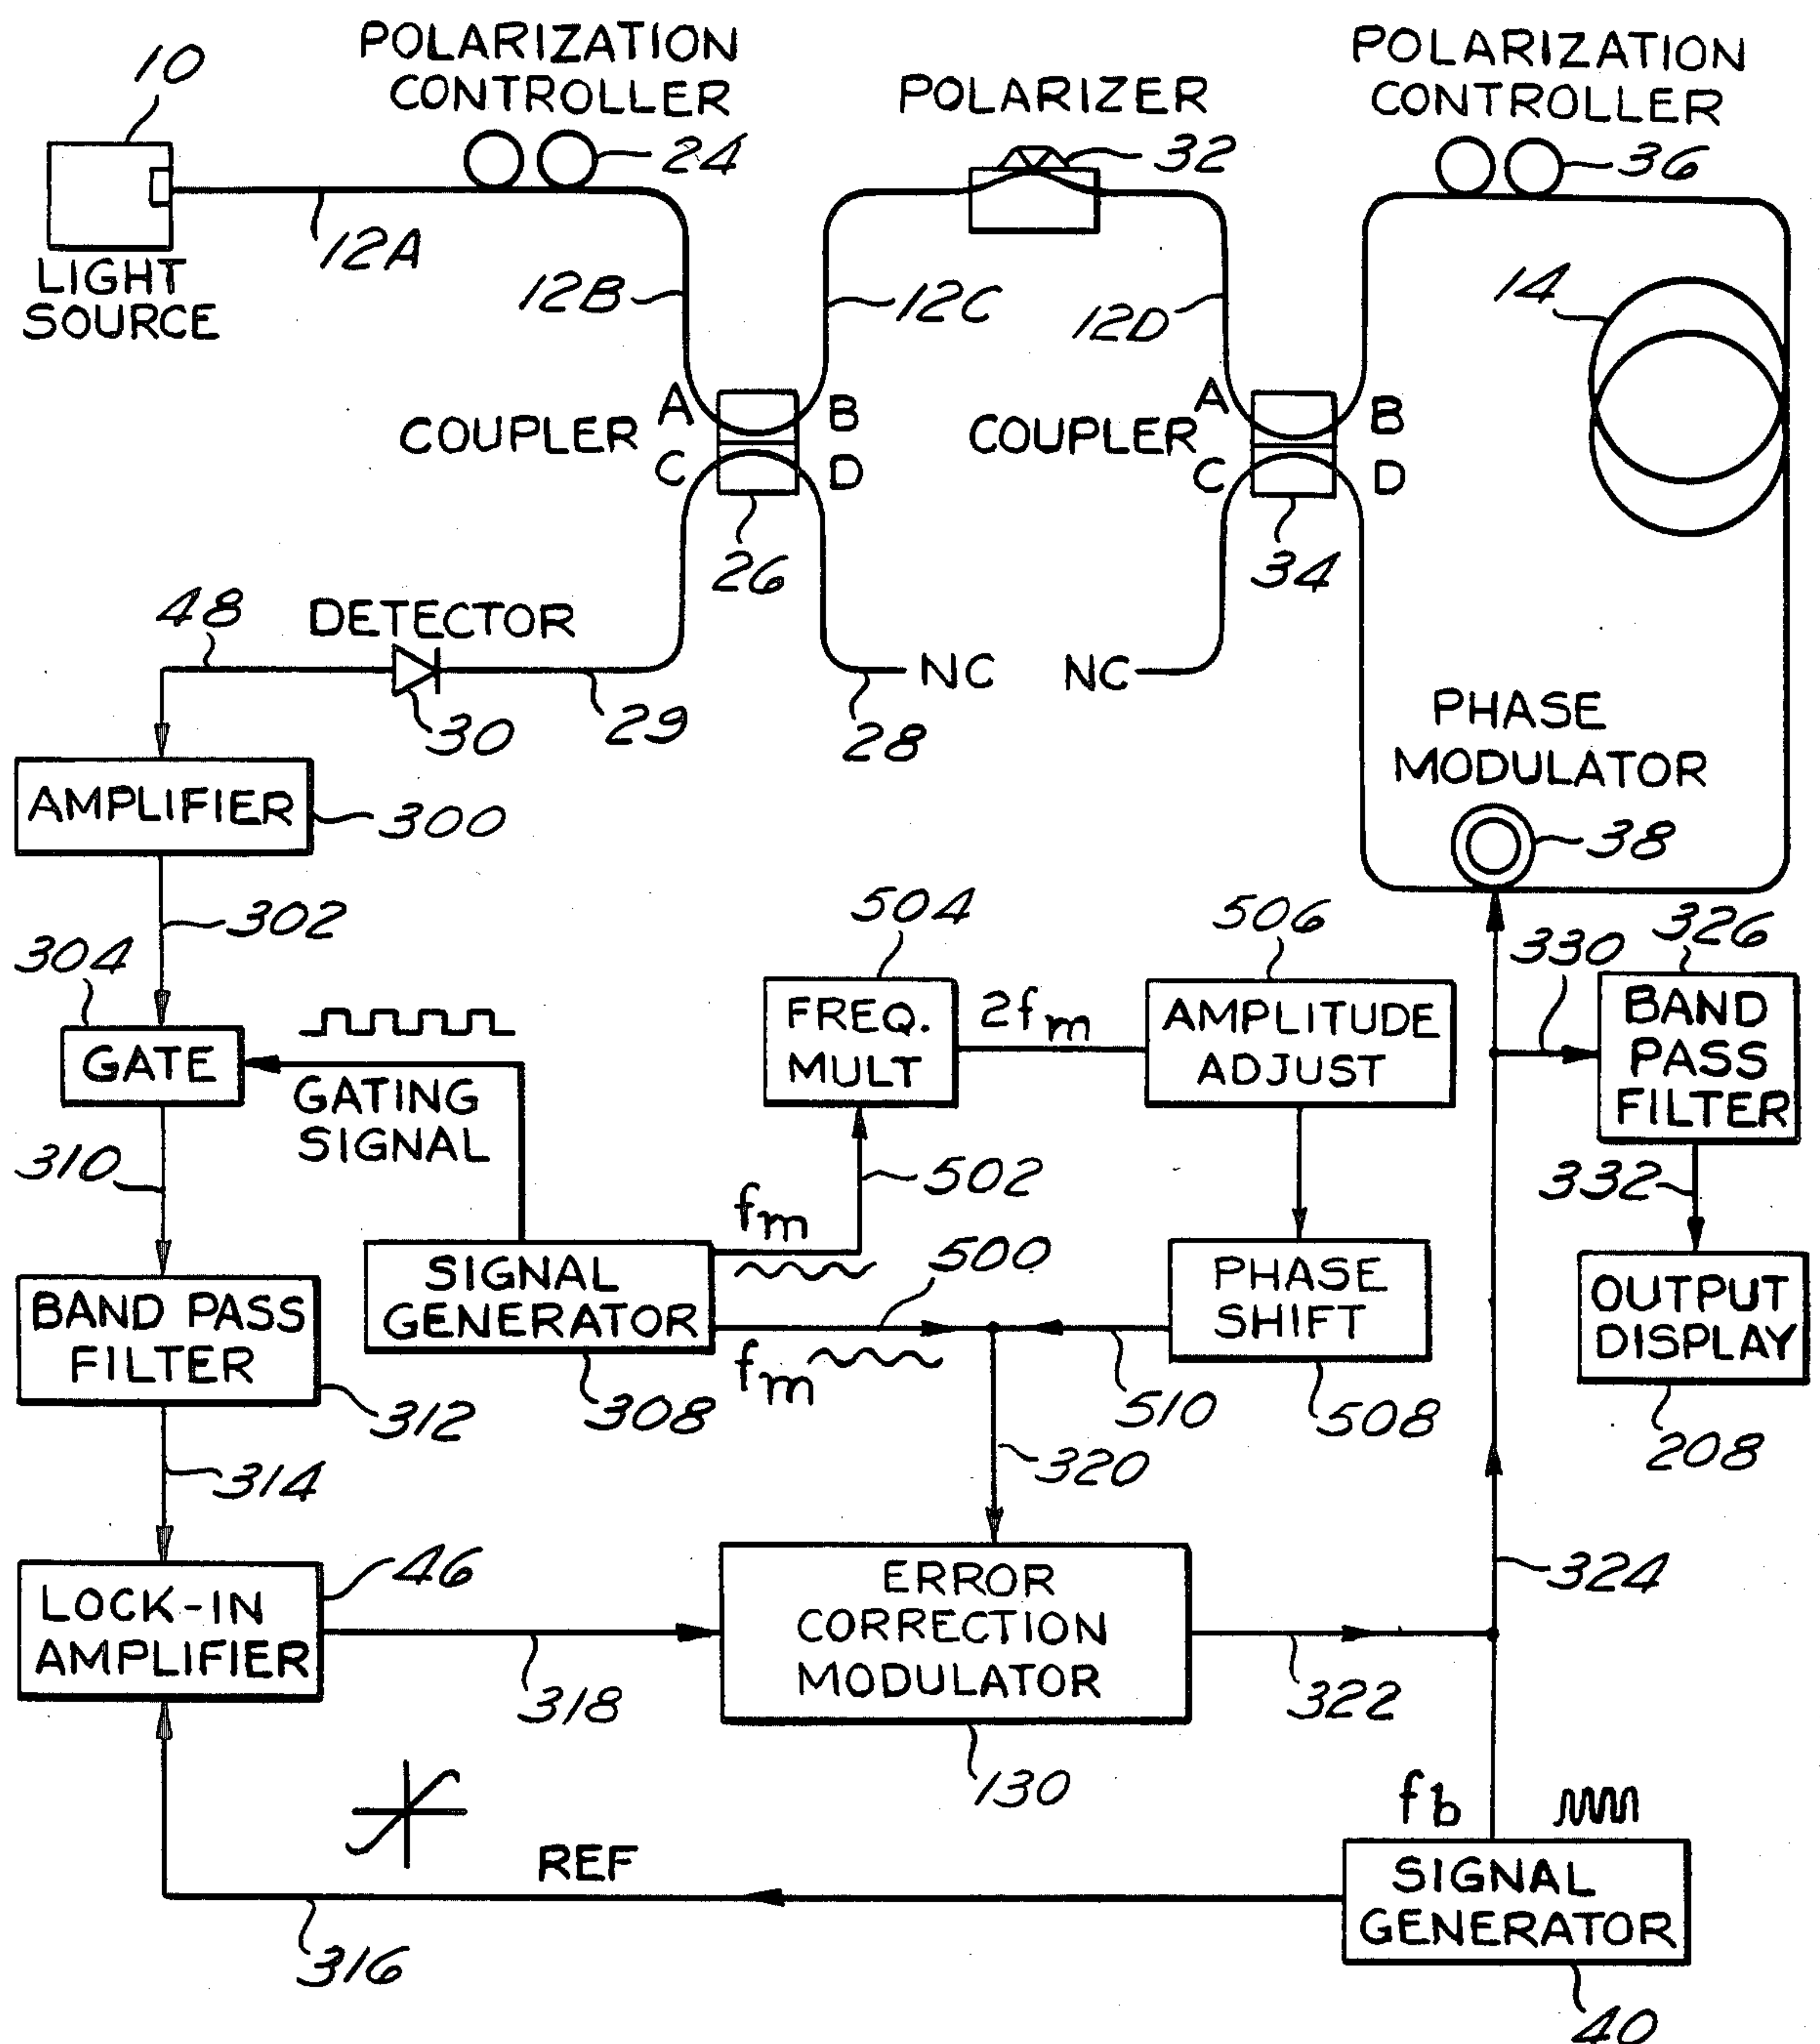 10
POLARIZATION
CONTROLLER
24
POLARIZER
32
POLARIZATION
CONTROLLER
36
LIGHT
SOURCE
12A
12B
12C
12D
14
COUPLER
A
B
C
D
26
COUPLER
A
B
C
D
34
48
DETECTOR
30
29
NC
28
NC
PHASE
MODULATOR
38
AMPLIFIER
300
302
304
GATE
GATING
SIGNAL
504
FREQ.
MULT
2fm
506
AMPLITUDE
ADJUST
330
326
BAND
PASS
FILTER
310
502
fm
500
332
SIGNAL
GENERATOR
fm
308
PHASE
SHIFT
510
508
OUTPUT
DISPLAY
208
BAND PASS
FILTER
312
314
320
324
LOCK-IN
AMPLIFIER
46
318
ERROR
CORRECTION
MODULATOR
130
322
REF
316
fb
SIGNAL
GENERATOR
40